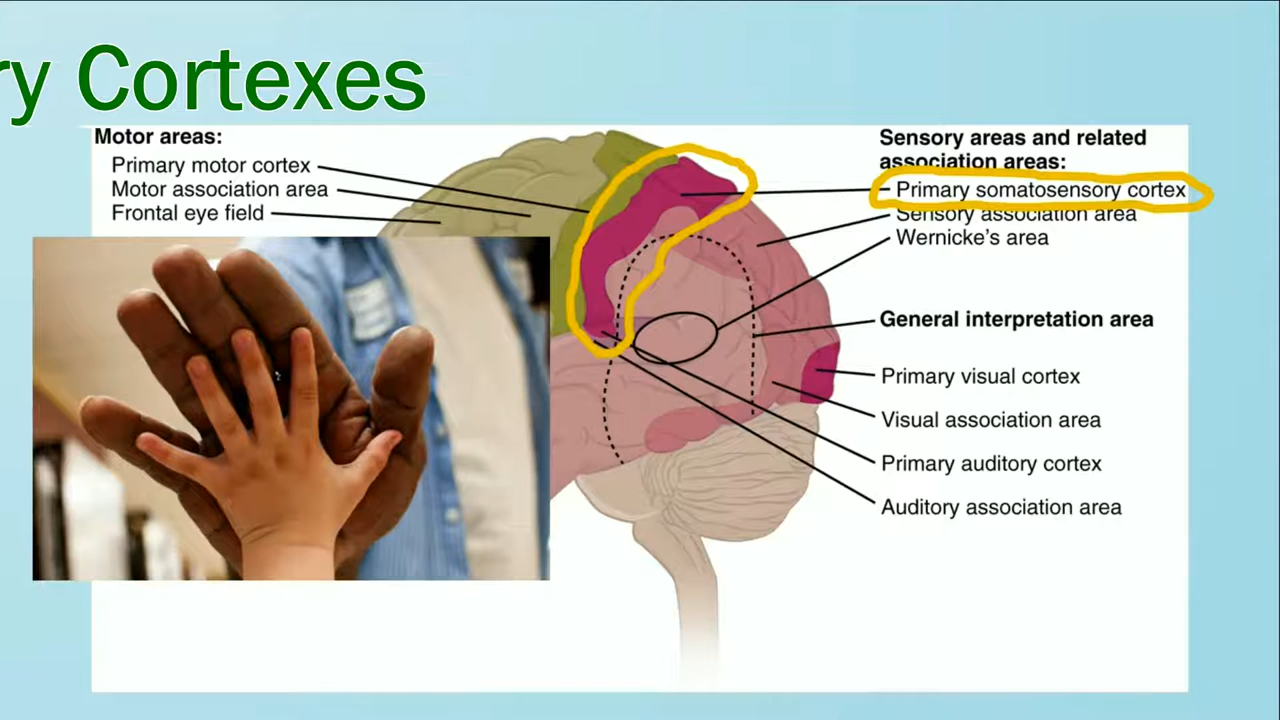 ry Cortexes
Motor areas:
Primary motor cortex
Motor association area
Frontal eye field
Sensory areas and related
association areas:
Primary somatosensory cortex
Sensory association area
Wernicke's area
General interpretation area
Primary visual cortex
Visual association area
Primary auditory cortex
Auditory association area